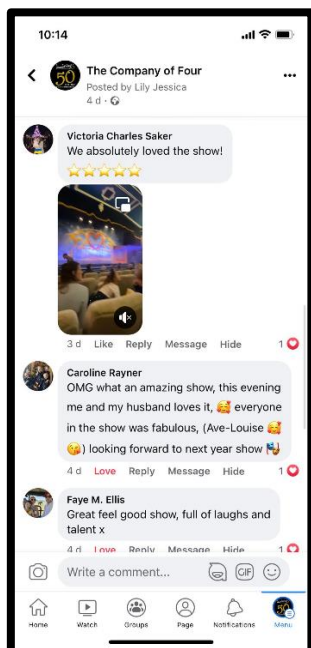 10:14
50
The Company of Four
Posted by Lily Jessica
4 d ·
Victoria Charles Saker
We absolutely loved the show!
3 d Like Reply Message Hide 1
Caroline Rayner
OMG what an amazing show, this evening
me and my husband loves it, 🥰 everyone
in the show was fabulous, (Ave-Louise 🥰
😘) looking forward to next year show
4 d Love Reply Message Hide 1
Faye M. Ellis
Great feel good show, full of laughs and
talent x
4 d Love Reply Message Hide 1
Write a comment...
GIF
Home Watch Groups Page Notifications Menu